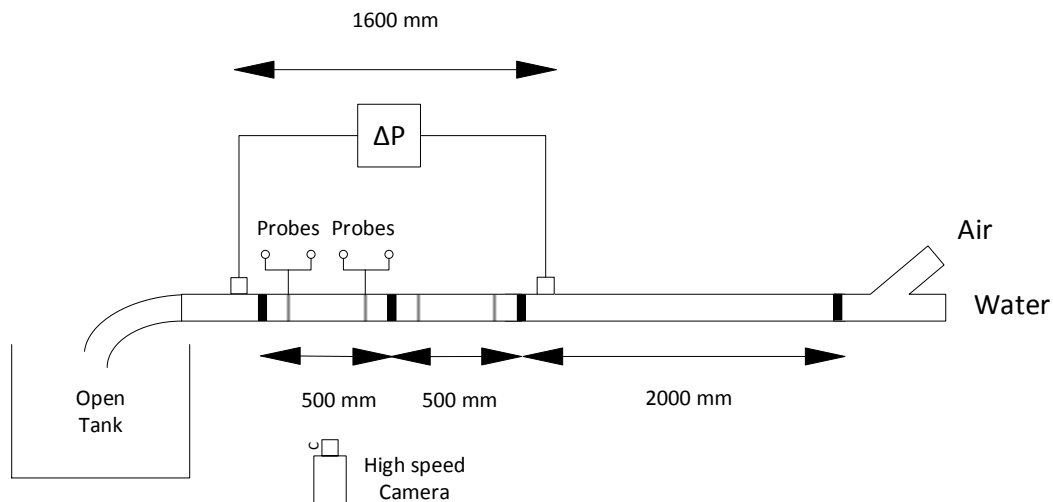 1600 mm
ΔP
Probes
Probes
Air
Water
500 mm
500 mm
2000 mm
Open
Tank
High speed
Camera
c